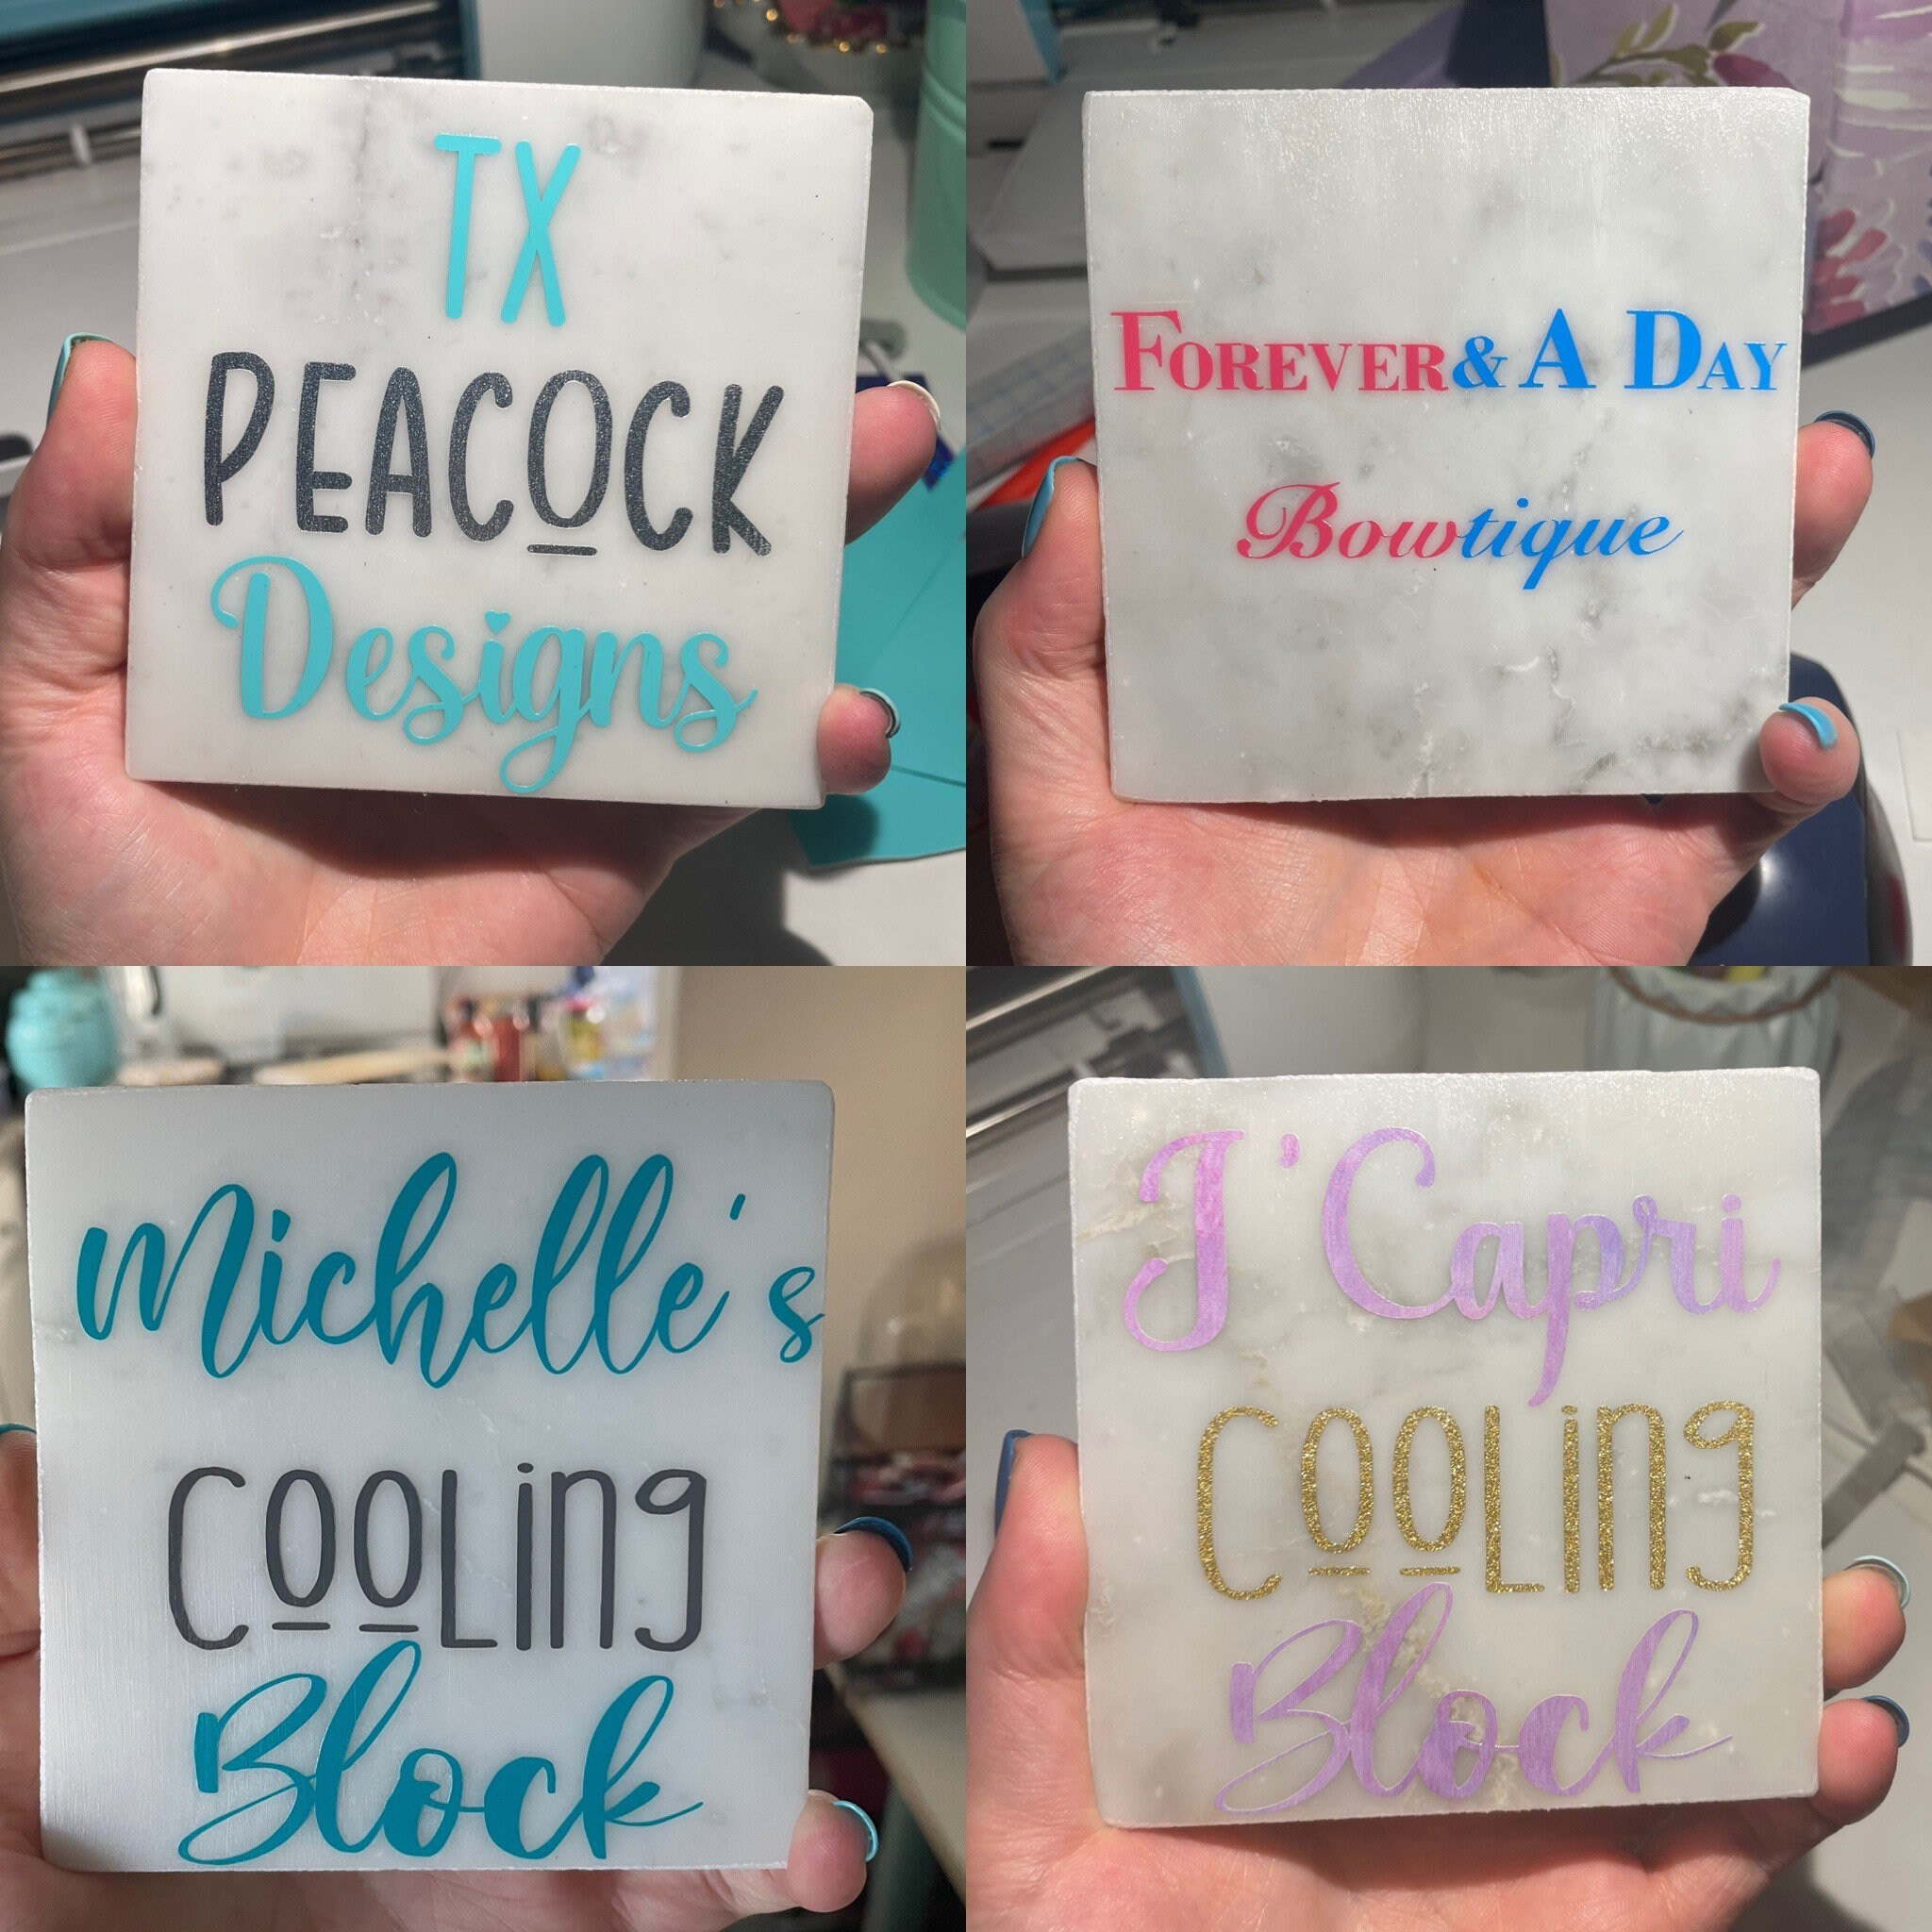 TX
PEACOCK
Designs
FOREVER & A DAY
Bowtique
Michelle's
COOLing
Block
J'Capri
COOLing
Block